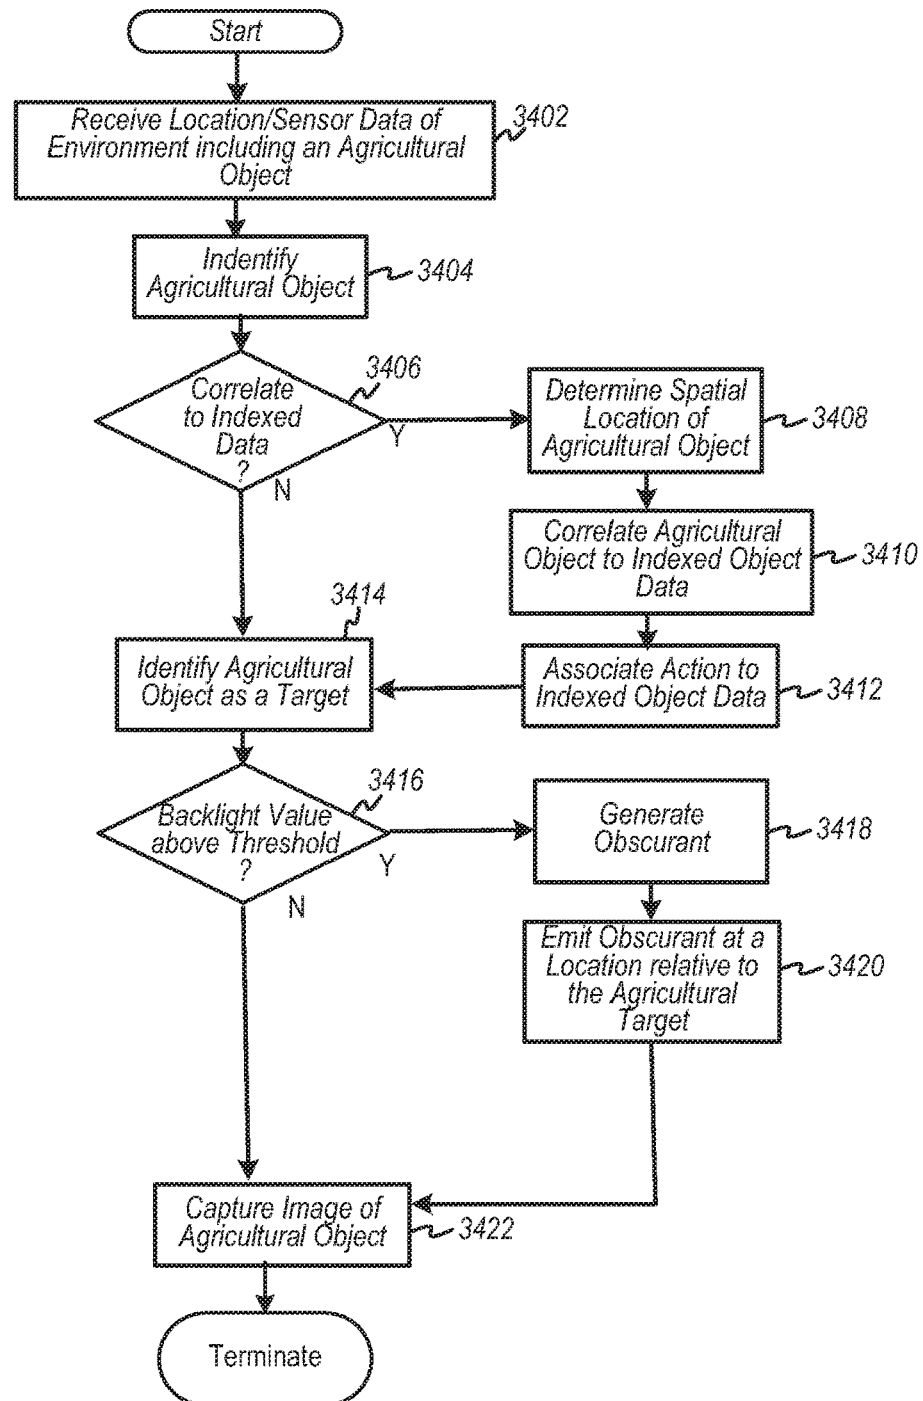 Start
Receive Location/Sensor Data of
Environment including an Agricultural
Object
3402
Indentify
Agricultural Object
3404
Correlate
to Indexed
Data
?
3406
Y
N
Determine Spatial
Location of
Agricultural Object
3408
Correlate Agricultural
Object to Indexed Object
Data
3410
Associate Action to
Indexed Object Data
3412
3414
Identify Agricultural
Object as a Target
Backlight Value
above Threshold
?
3416
Y
N
Generate
Obscurant
3418
Emit Obscurant at a
Location relative to
the Agricultural
Target
3420
Capture Image of
Agricultural Object
3422
Terminate